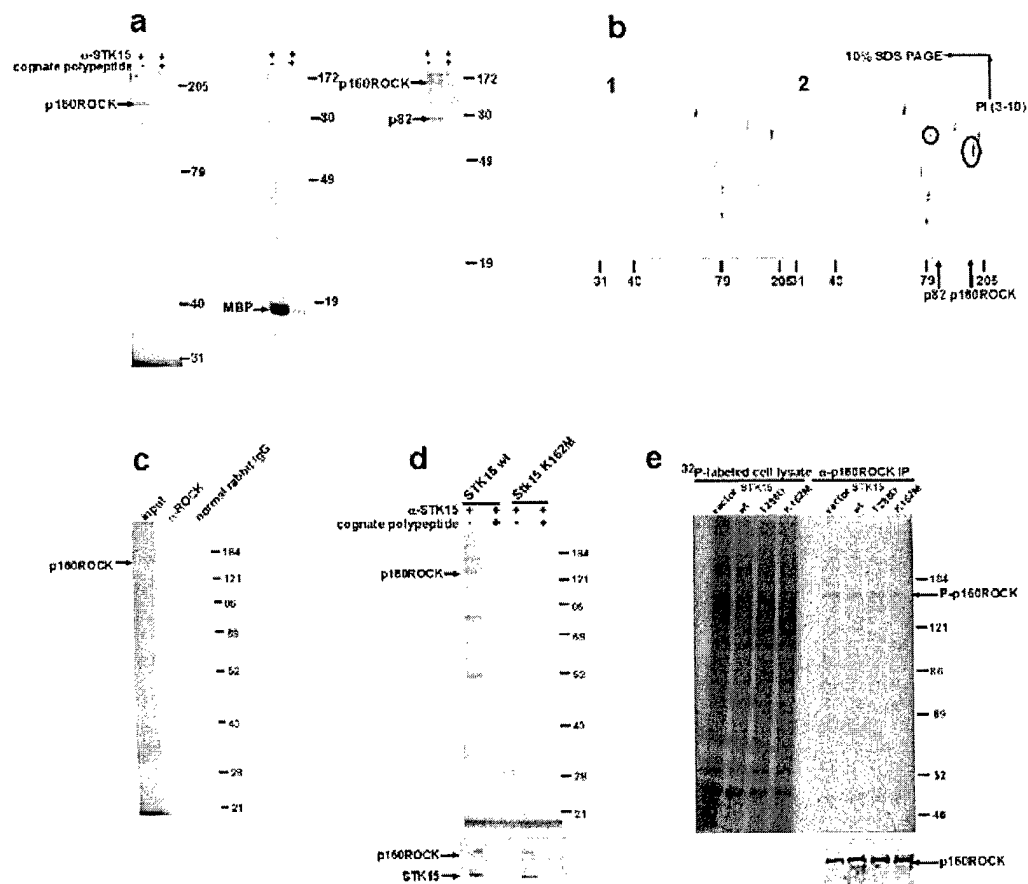 a
α-STK15 + +
cognate polypeptide - +
p160ROCK
205
79
40
31
+ +
- +
172
80
49
19
MBP
+ +
- +
p160ROCK
p82
172
80
49
19
b
10% SDS PAGE
PI (3-10)
1
2
31 40 79 205
31 40 79 205
p82 p160ROCK
c
input
α-ROCK
normal rabbit IgG
p160ROCK
184
121
69
52
40
28
21
d
STK15 wt
Stk15 K162M
α-STK15 + + + +
cognate polypeptide - + - +
p160ROCK
184
121
69
52
40
28
21
p160ROCK
STK15
e
32P-labeled cell lysate
α-p160ROCK IP
STK15
STK15
vector
wt
K162M
vector
wt
K162M
184
P-p160ROCK
121
86
69
52
46
p160ROCK